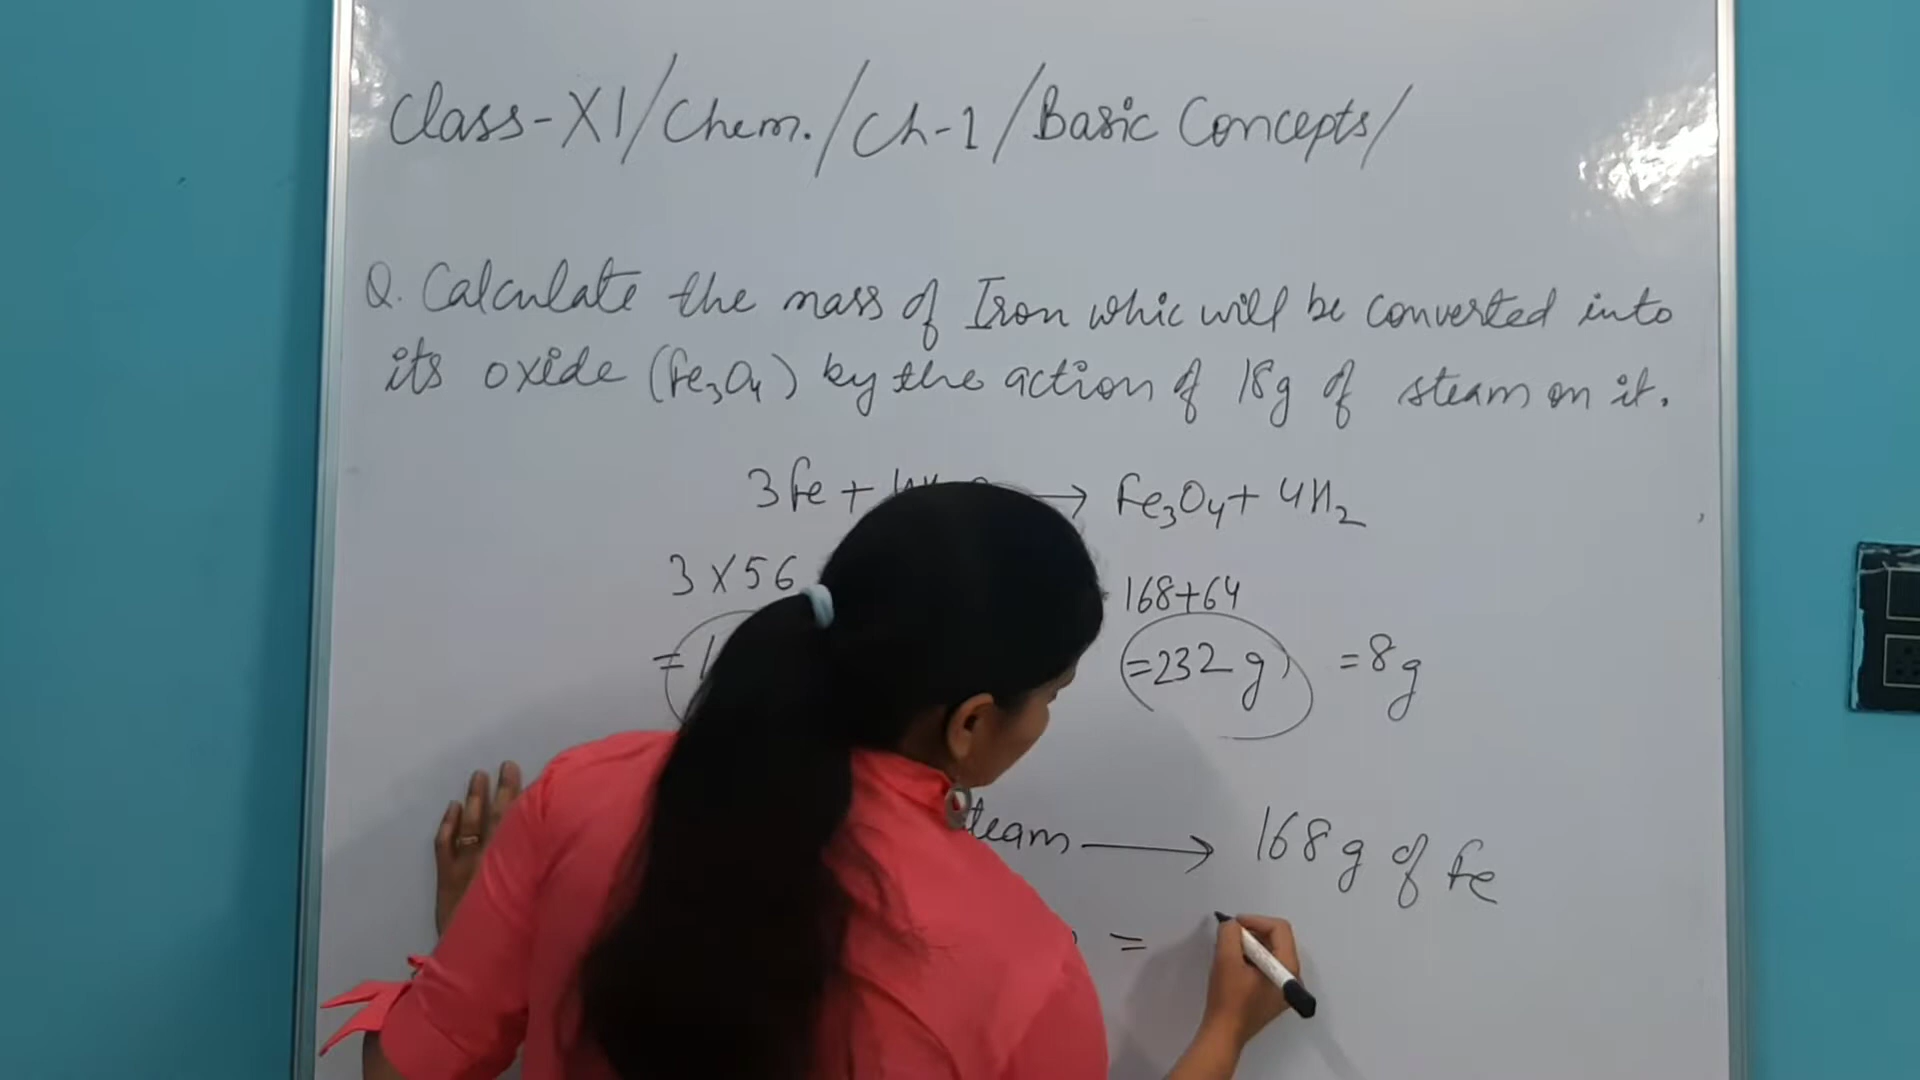 Class-XI/Chem./Ch-1/Basic Concepts/
Q. Calculate the mass of Iron whic will be converted into
its oxide (Fe3O4) by the action of 18g of steam on it.
3Fe + → Fe3O4 + 4H2
3×56 168+64
= =232 g =8g
team → 168g of Fe
=